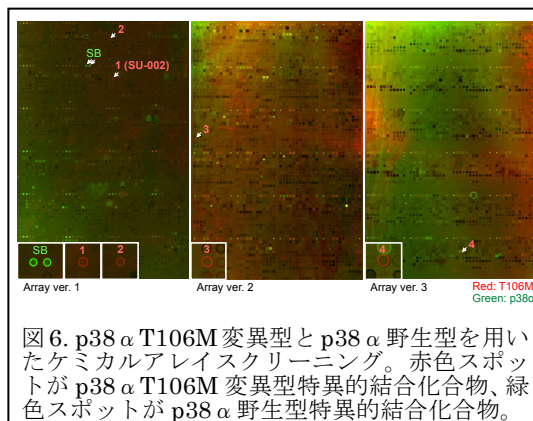 2
SB
1 (SU-002)
3
4
SB
1
2
3
4
Array ver. 1
Array ver. 2
Array ver. 3
Red: T106M
Green: p38α
図6. p38αT106M変異型とp38α野生型を用い
たケミカルアレイスクリーニング。赤色スポッ
トがp38αT106M変異型特異的結合化合物、緑
色スポットがp38α野生型特異的結合化合物。